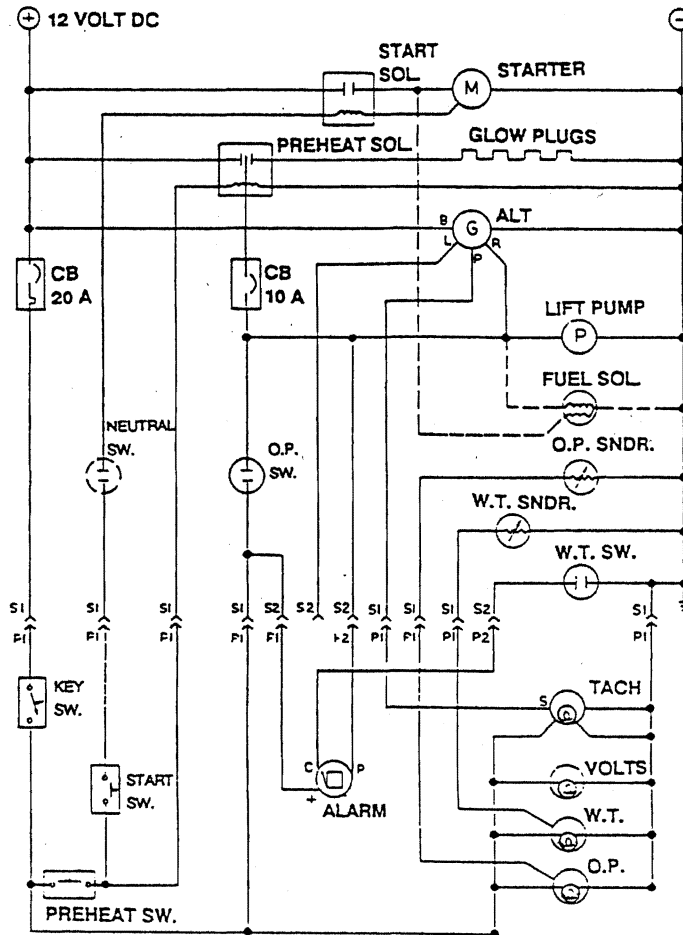 + 12 VOLT DC -
START SOL.
STARTER
M
PREHEAT SOL.
GLOW PLUGS
ALT
B G
L P R
CB 20 A
CB 10 A
LIFT PUMP
P
FUEL SOL.
NEUTRAL SW.
O.P. SW.
O.P. SNDR.
W.T. SNDR.
W.T. SW.
S1 S1 S1 S1 S2 S2 S2 S1 S1 S1 S2 S1
P1 P1 P1 P1 P1 P2 P1 P1 P1 P2 P1
KEY SW.
TACH
S
START SW.
C P
+
ALARM
VOLTS
W.T.
O.P.
PREHEAT SW.